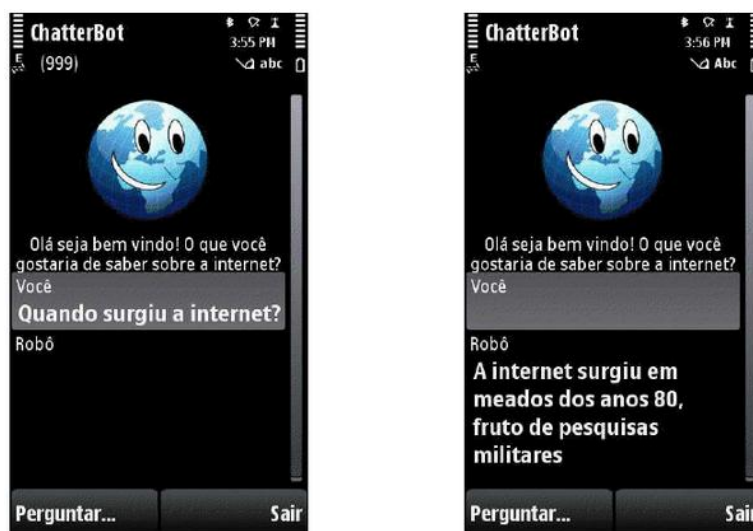 ChatterBot
3:55 PM
(999)
abc
Olá seja bem vindo! O que você
gostaria de saber sobre a internet?
Você
Quando surgiu a internet?
Robô
Perguntar...
Sair
ChatterBot
3:56 PM
E
Abc
Olá seja bem vindo! O que você
gostaria de saber sobre a internet?
Você
Robô
A internet surgiu em
meados dos anos 80,
fruto de pesquisas
militares
Perguntar...
Sair